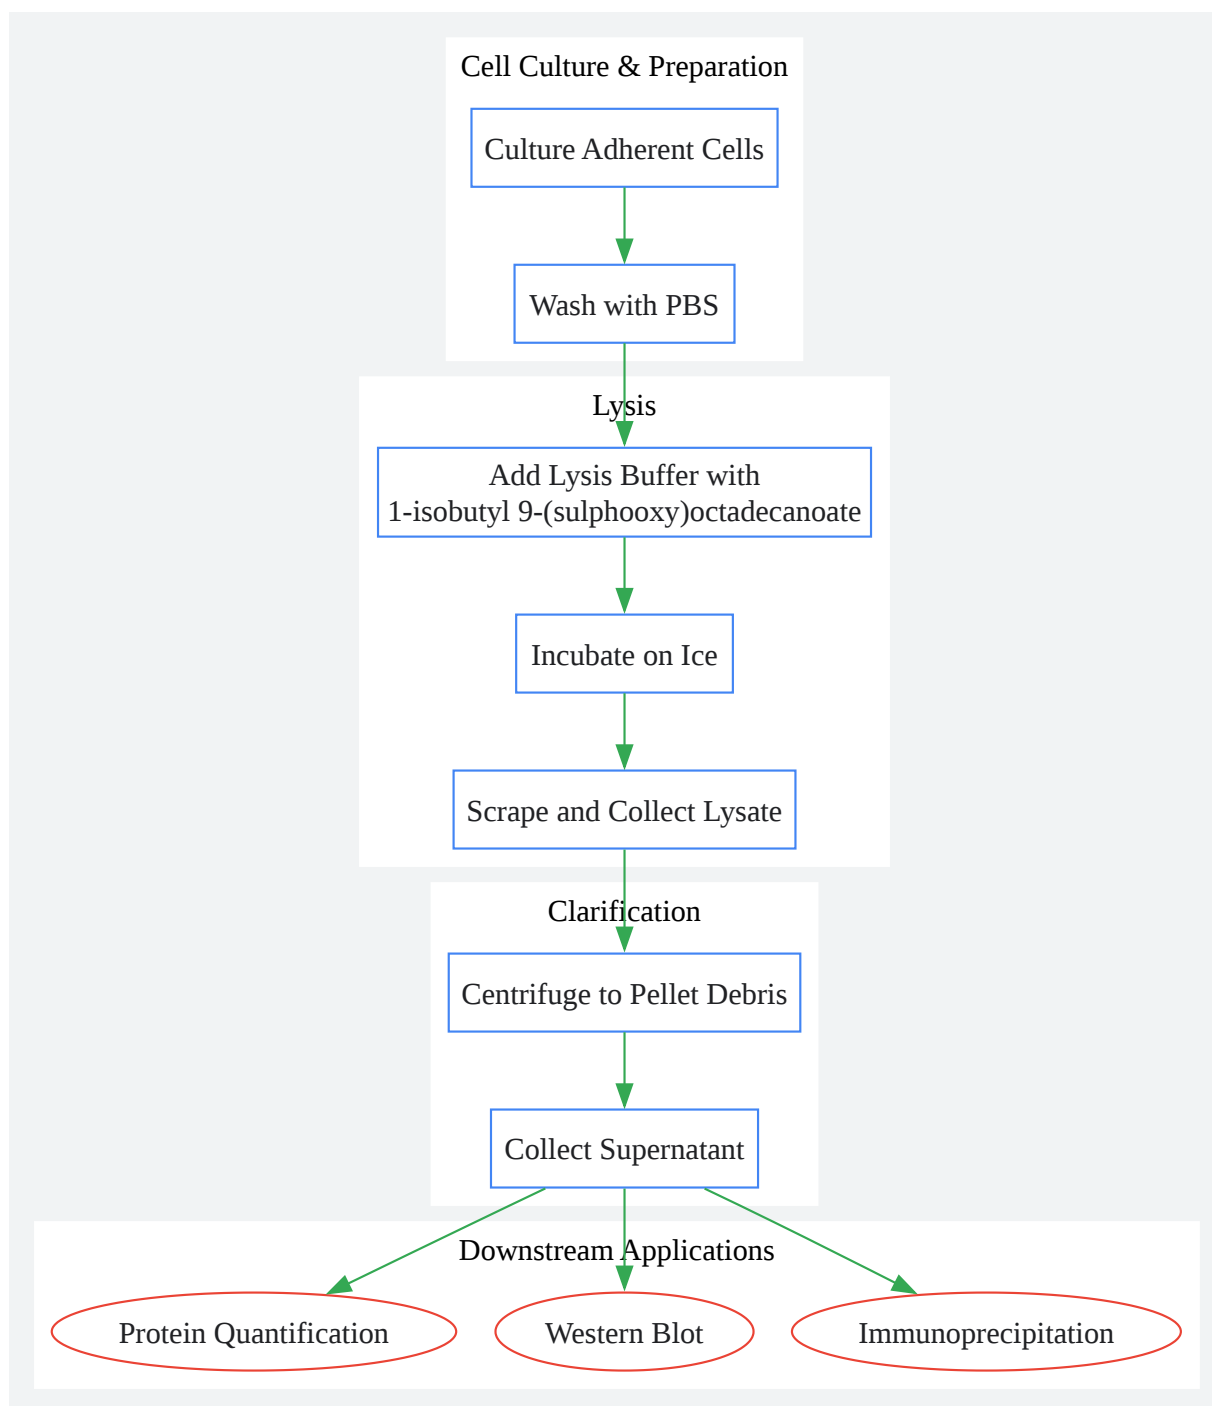 Cell Culture & Preparation
Culture Adherent Cells
Wash with PBS
Lysis
Add Lysis Buffer with
1-isobutyl 9-(sulphooxy)octadecanoate
Incubate on Ice
Scrape and Collect Lysate
Clarification
Centrifuge to Pellet Debris
Collect Supernatant
Downstream Applications
Protein Quantification
Western Blot
Immunoprecipitation